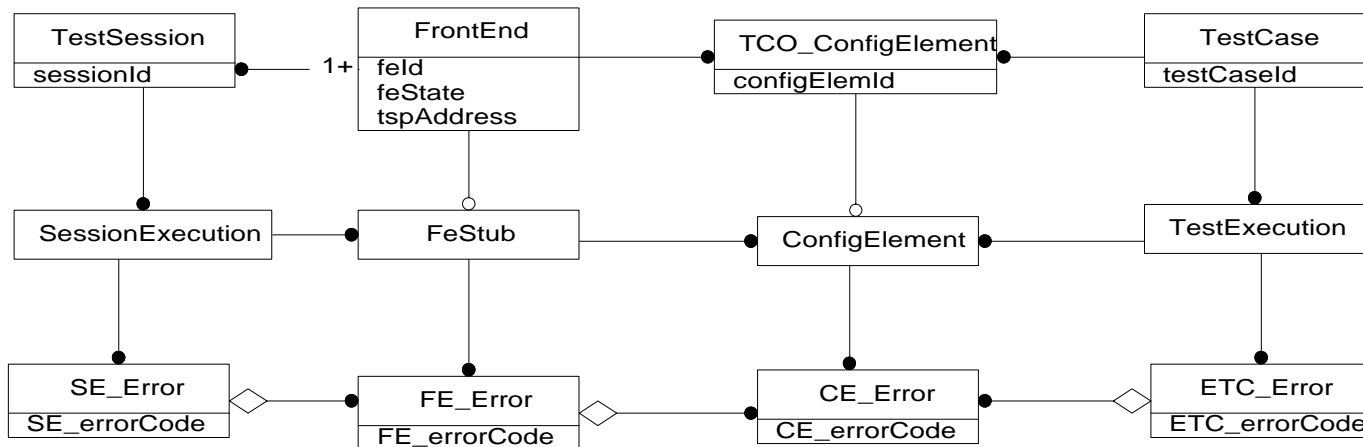 TestSession
sessionId
1+
FrontEnd
feId
feState
tspAddress
TCO_ConfigElement
configElemId
TestCase
testCaseId
SessionExecution
FeStub
ConfigElement
TestExecution
SE_Error
SE_errorCode
FE_Error
FE_errorCode
CE_Error
CE_errorCode
ETC_Error
ETC_errorCode